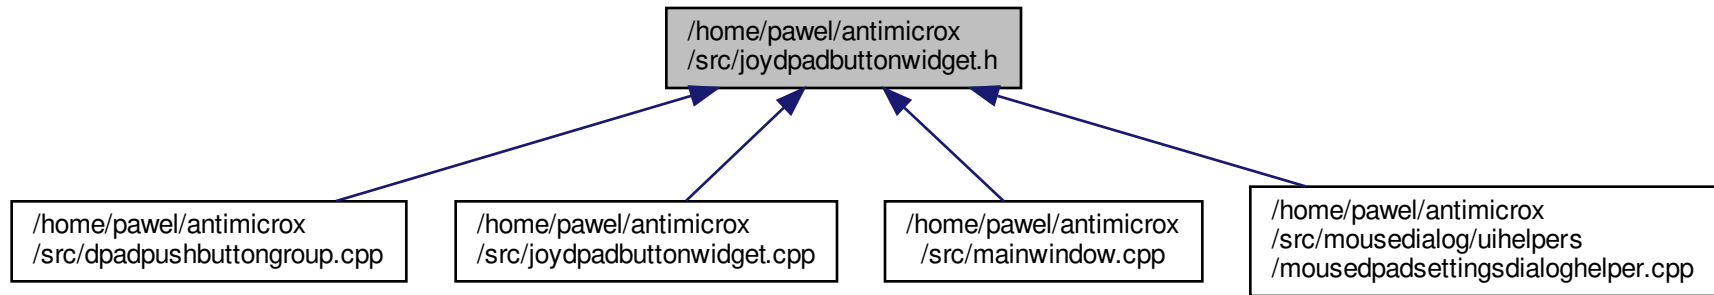 /home/pawel/antimicrox
/src/joydpadbuttonwidget.h
/home/pawel/antimicrox
/src/dpadpushbuttongroup.cpp
/home/pawel/antimicrox
/src/joydpadbuttonwidget.cpp
/home/pawel/antimicrox
/src/mainwindow.cpp
/home/pawel/antimicrox
/src/mousedialog/uihelpers
/mousedpadsettingsdialoghelper.cpp